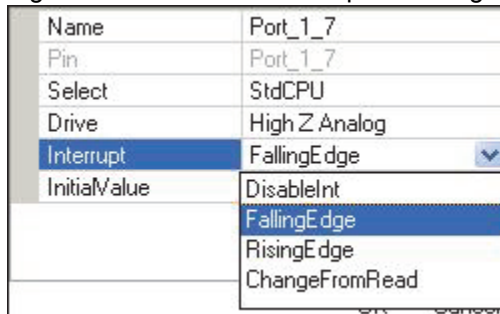 Name Port_1_7
Pin Port_1_7
Select StdCPU
Drive High Z Analog
Interrupt FallingEdge
InitialValue
DisableInt
FallingEdge
RisingEdge
ChangeFromRead